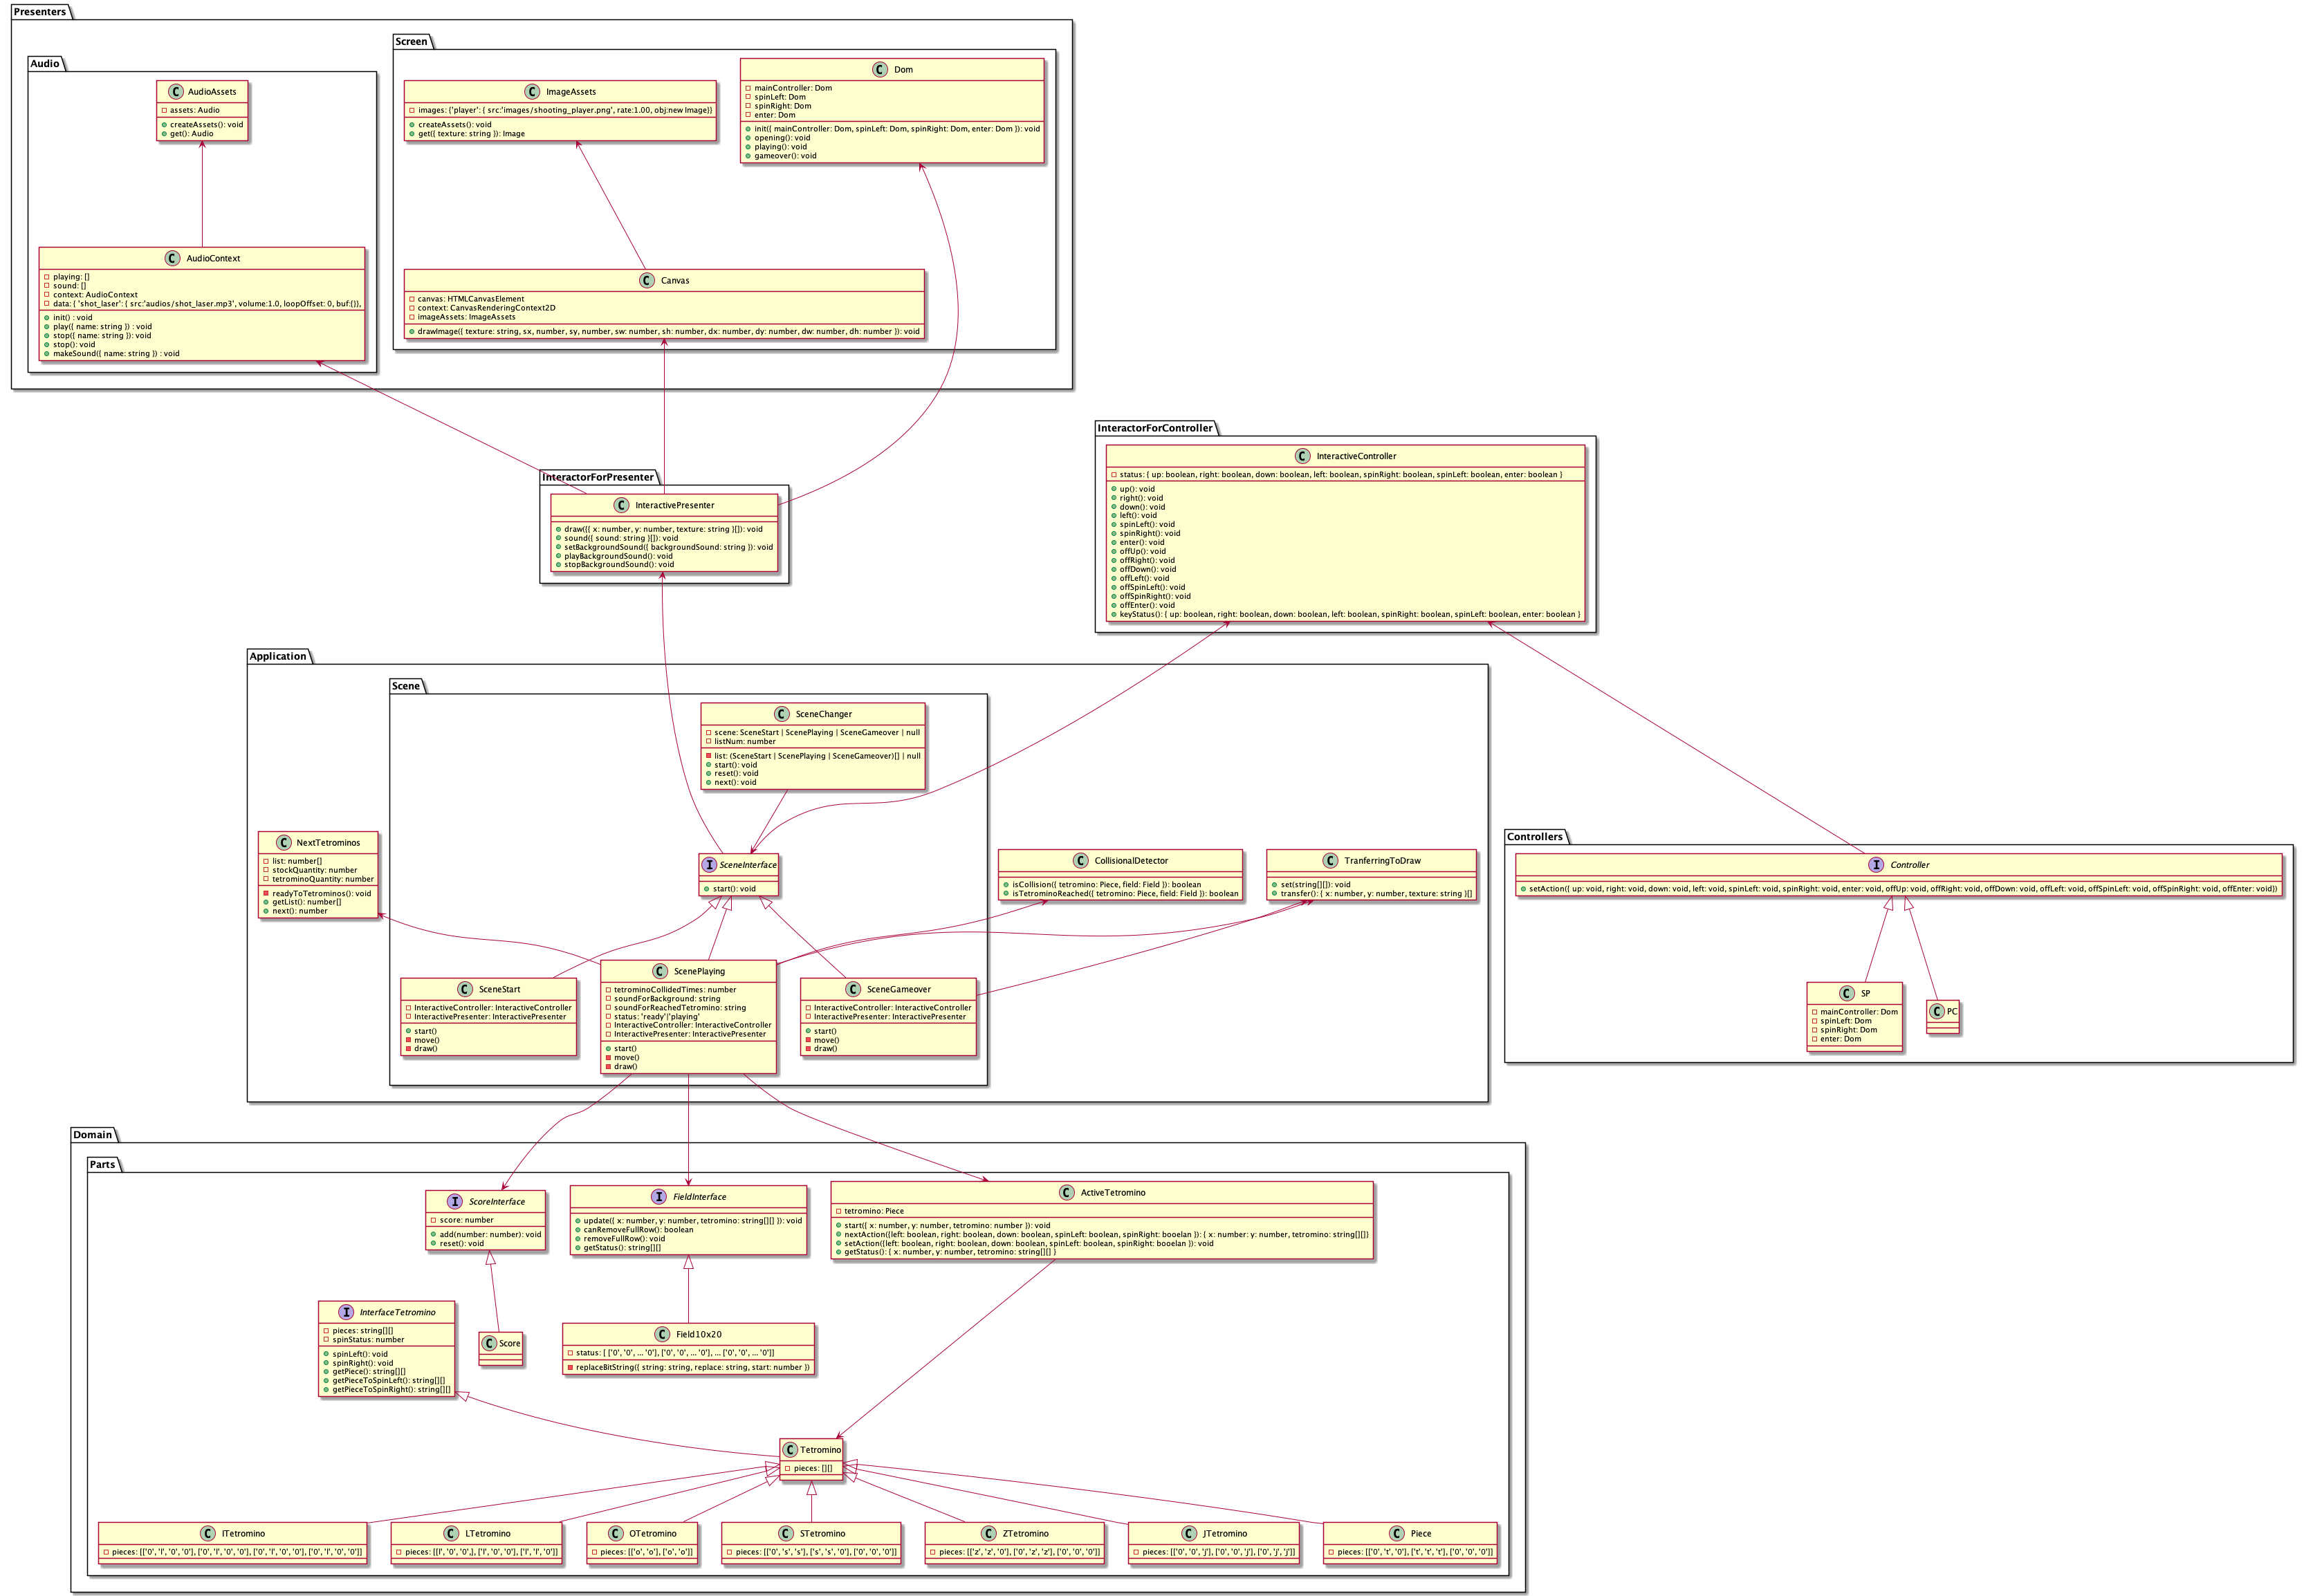 Presenters
Audio
C AudioAssets
assets: Audio
createAssets(): void
get(): Audio
C AudioContext
playing: []
sound: []
context: AudioContext
data: { 'shot_laser': { src:'audios/shot_laser.mp3', volume:1.0, loopOffset: 0, buf:{}},
init() : void
play({ name: string }) : void
stop({ name: string }): void
stop(): void
makeSound({ name: string }) : void
Screen
C ImageAssets
images: {'player': { src:'images/shooting_player.png', rate:1.00, obj:new Image}}
createAssets(): void
get({ texture: string }): Image
C Dom
mainController: Dom
spinLeft: Dom
spinRight: Dom
enter: Dom
init({ mainController: Dom, spinLeft: Dom, spinRight: Dom, enter: Dom }): void
opening(): void
playing(): void
gameover(): void
C Canvas
canvas: HTMLCanvasElement
context: CanvasRenderingContext2D
imageAssets: ImageAssets
drawImage({ texture: string, sx, number, sy, number, sw: number, sh: number, dx: number, dy: number, dw: number, dh: number }): void
InteractorForPresenter
C InteractivePresenter
draw({{ x: number, y: number, texture: string }[]): void
sound({ sound: string }[]): void
setBackgroundSound({ backgroundSound: string }): void
playBackgroundSound(): void
stopBackgroundSound(): void
InteractorForController
C InteractiveController
status: { up: boolean, right: boolean, down: boolean, left: boolean, spinRight: boolean, spinLeft: boolean, enter: boolean }
up(): void
right(): void
down(): void
left(): void
spinLeft(): void
spinRight(): void
enter(): void
offUp(): void
offRight(): void
offDown(): void
offLeft(): void
offSpinLeft(): void
offSpinRight(): void
offEnter(): void
keyStatus(): { up: boolean, right: boolean, down: boolean, left: boolean, spinRight: boolean, spinLeft: boolean, enter: boolean }
Application
Scene
C SceneChanger
scene: SceneStart | ScenePlaying | SceneGameover | null
listNum: number
list: (SceneStart | ScenePlaying | SceneGameover)[] | null
start(): void
reset(): void
next(): void
C NextTetrominos
list: number[]
stockQuantity: number
tetrominoQuantity: number
readyToTetrominos(): void
getList(): number[]
next(): number
I SceneInterface
start(): void
C CollisionalDetector
isCollision({ tetromino: Piece, field: Field }): boolean
isTetrominoReached({ tetromino: Piece, field: Field }): boolean
C TranferringToDraw
set(string[][]): void
transfer(): { x: number, y: number, texture: string }[]
C SceneStart
InteractiveController: InteractiveController
InteractivePresenter: InteractivePresenter
start()
move()
draw()
C ScenePlaying
tetrominoCollidedTimes: number
soundForBackground: string
soundForReachedTetromino: string
status: 'ready'|'playing'
InteractiveController: InteractiveController
InteractivePresenter: InteractivePresenter
start()
move()
draw()
C SceneGameover
InteractiveController: InteractiveController
InteractivePresenter: InteractivePresenter
start()
move()
draw()
Controllers
I Controller
setAction({ up: void, right: void, down: void, left: void, spinLeft: void, spinRight: void, enter: void, offUp: void, offRight: void, offDown: void, offLeft: void, offSpinLeft: void, offSpinRight: void, offEnter: void})
C SP
mainController: Dom
spinLeft: Dom
spinRight: Dom
enter: Dom
C PC
Domain
Parts
I ScoreInterface
score: number
add(number: number): void
reset(): void
I FieldInterface
update({ x: number, y: number, tetromino: string[][] }): void
canRemoveFullRow(): boolean
removeFullRow(): void
getStatus(): string[][]
C ActiveTetromino
tetromino: Piece
start({ x: number, y: number, tetromino: number }): void
nextAction({left: boolean, right: boolean, down: boolean, spinLeft: boolean, spinRight: booelan }): { x: number: y: number, tetromino: string[][]}
setAction({left: boolean, right: boolean, down: boolean, spinLeft: boolean, spinRight: booelan }): void
getStatus(): { x: number, y: number, tetromino: string[][] }
I InterfaceTetromino
pieces: string[][]
spinStatus: number
spinLeft(): void
spinRight(): void
getPiece(): string[][]
getPieceToSpinLeft(): string[][]
getPieceToSpinRight(): string[][]
C Score
C Field10x20
status: [ ['0', '0', ... '0'], ['0', '0', ... '0'], ... ['0', '0', ... '0']]
replaceBitString({ string: string, replace: string, start: number })
C Tetromino
pieces: [][]
C ITetromino
pieces: [['0', 'I', '0', '0'], ['0', 'I', '0', '0'], ['0', 'I', '0', '0'], ['0', 'I', '0', '0']]
C LTetromino
pieces: [[l', '0', '0',], ['l', '0', '0'], ['l', 'l', '0']]
C OTetromino
pieces: [['o', 'o'], ['o', 'o']]
C STetromino
pieces: [['0', 's', 's'], ['s', 's', '0'], ['0', '0', '0']]
C ZTetromino
pieces: [['z', 'z', '0'], ['0', 'z', 'z'], ['0', '0', '0']]
C JTetromino
pieces: [['0', '0', 'j'], ['0', '0', 'j'], ['0', 'j', 'j']]
C Piece
pieces: [['0', 't', '0'], ['t', 't', 't'], ['0', '0', '0']]